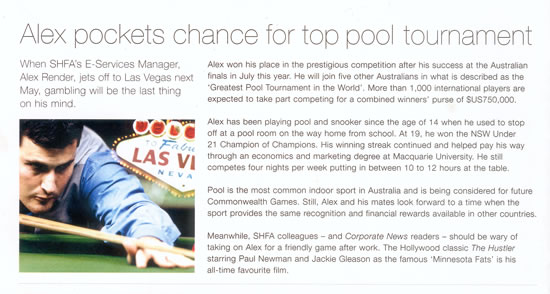 Alex pockets chance for top pool tournament
When SHFA's E-Services Manager,
Alex Render, jets off to Las Vegas next
May, gambling will be the last thing
on his mind.
TO Fabulous
LAS VE
NEVA
Alex won his place in the prestigious competition after his success at the Australian
finals in July this year. He will join five other Australians in what is described as the
'Greatest Pool Tournament in the World'. More than 1,000 international players are
expected to take part competing for a combined winners' purse of $US750,000.
Alex has been playing pool and snooker since the age of 14 when he used to stop
off at a pool room on the way home from school. At 19, he won the NSW Under
21 Champion of Champions. His winning streak continued and helped pay his way
through an economics and marketing degree at Macquarie University. He still
competes four nights per week putting in between 10 to 12 hours at the table.
Pool is the most common indoor sport in Australia and is being considered for future
Commonwealth Games. Still, Alex and his mates look forward to a time when the
sport provides the same recognition and financial rewards available in other countries.
Meanwhile, SHFA colleagues – and Corporate News readers – should be wary of
taking on Alex for a friendly game after work. The Hollywood classic The Hustler
starring Paul Newman and Jackie Gleason as the famous 'Minnesota Fats' is his
all-time favourite film.